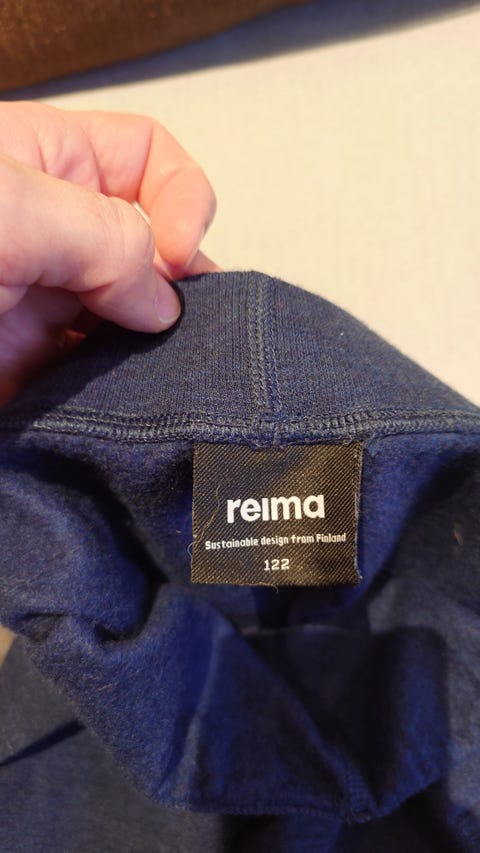 reima
Sustainable design from Finland
122